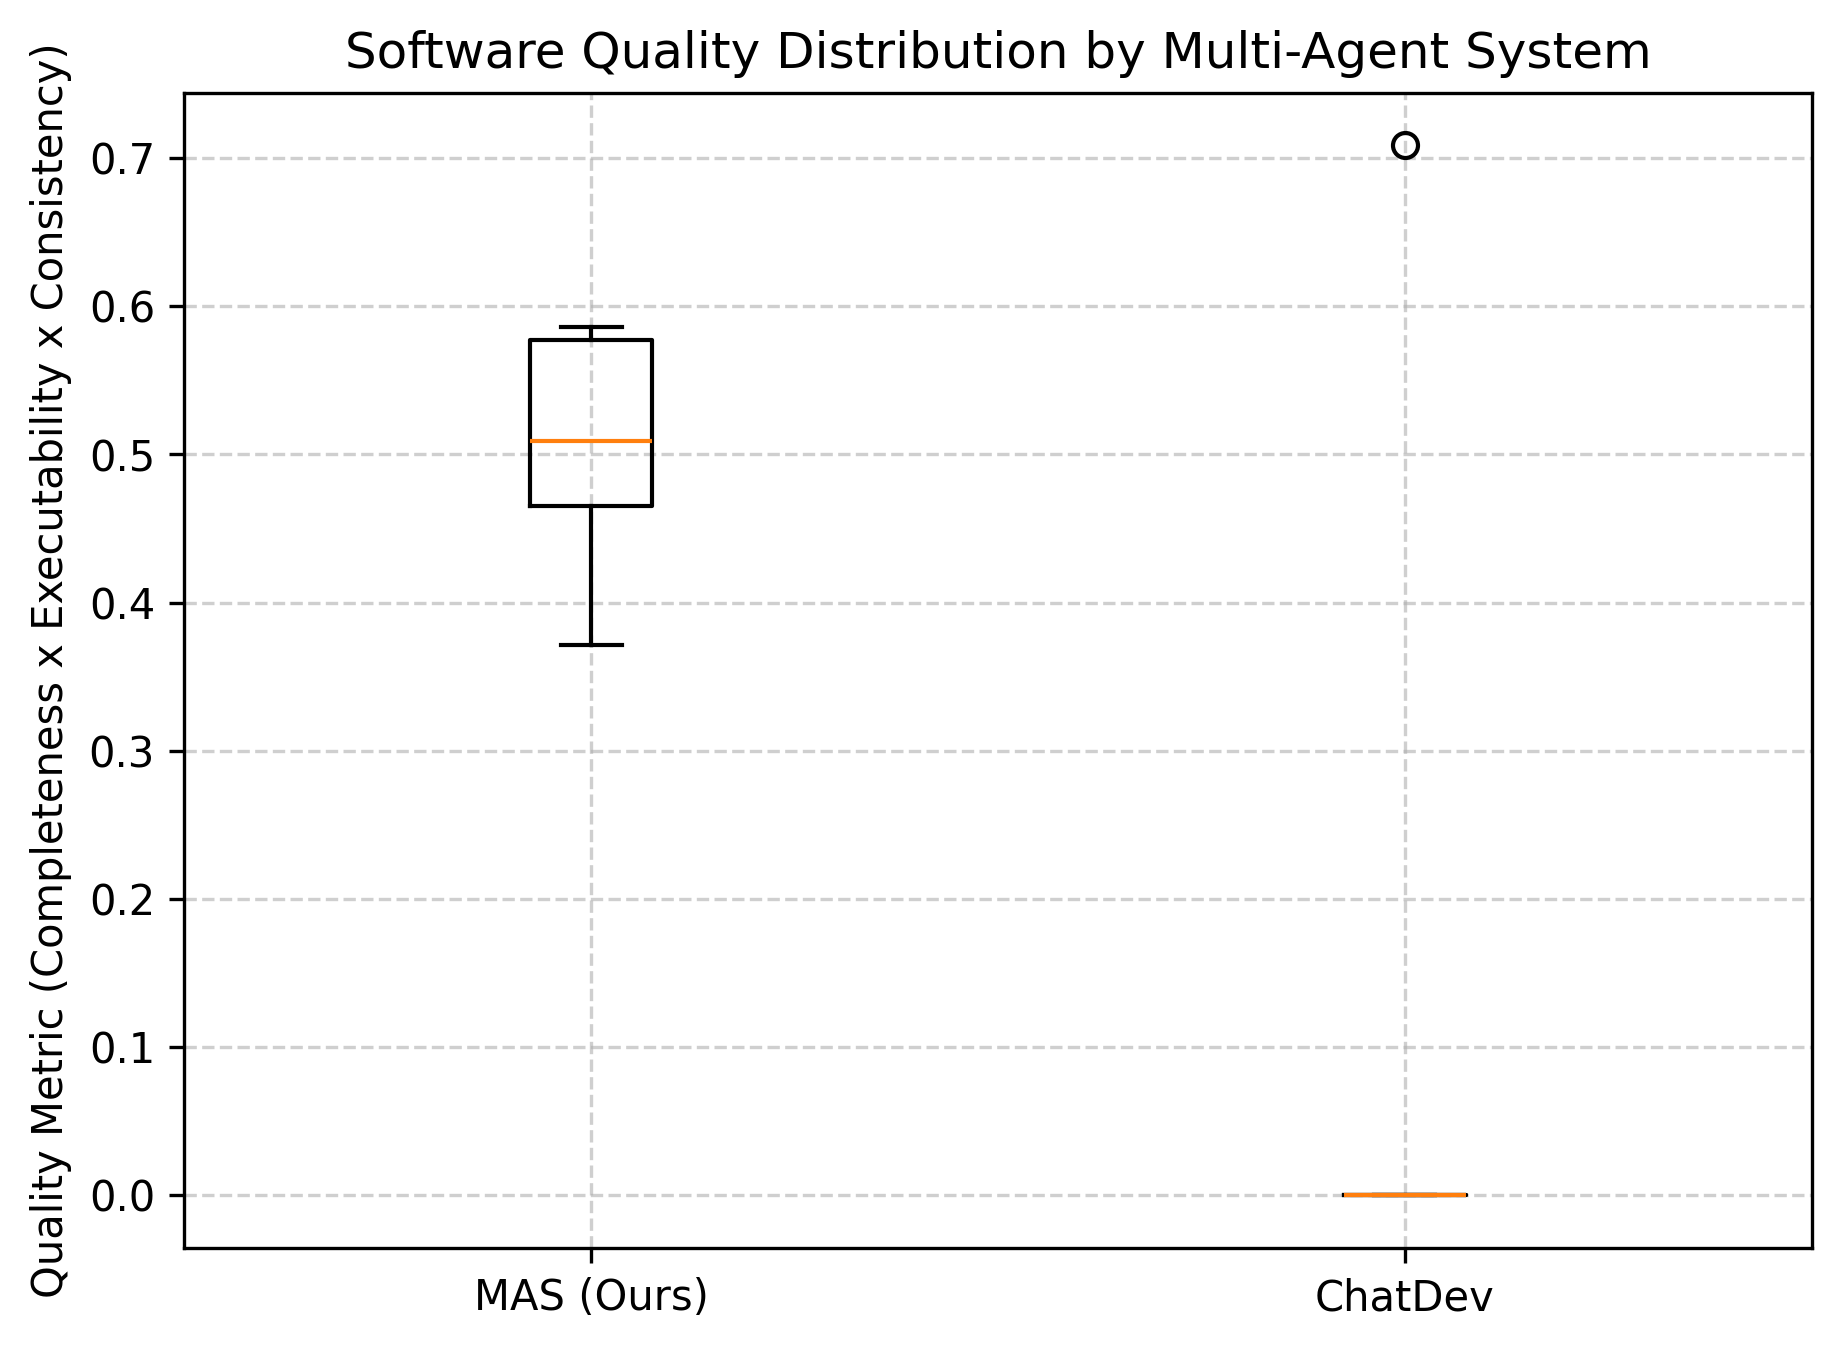 Software Quality Distribution by Multi-Agent System
Quality Metric (Completeness x Executability x Consistency)
0.7
0.6
0.5
0.4
0.3
0.2
0.1
0.0
MAS (Ours)
ChatDev